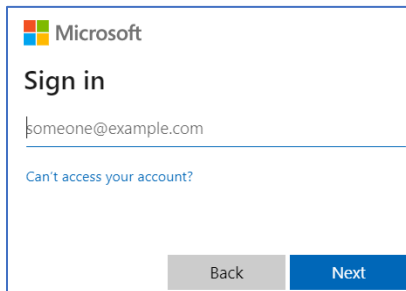 Microsoft
Sign in
someone@example.com
Can't access your account?
Back Next